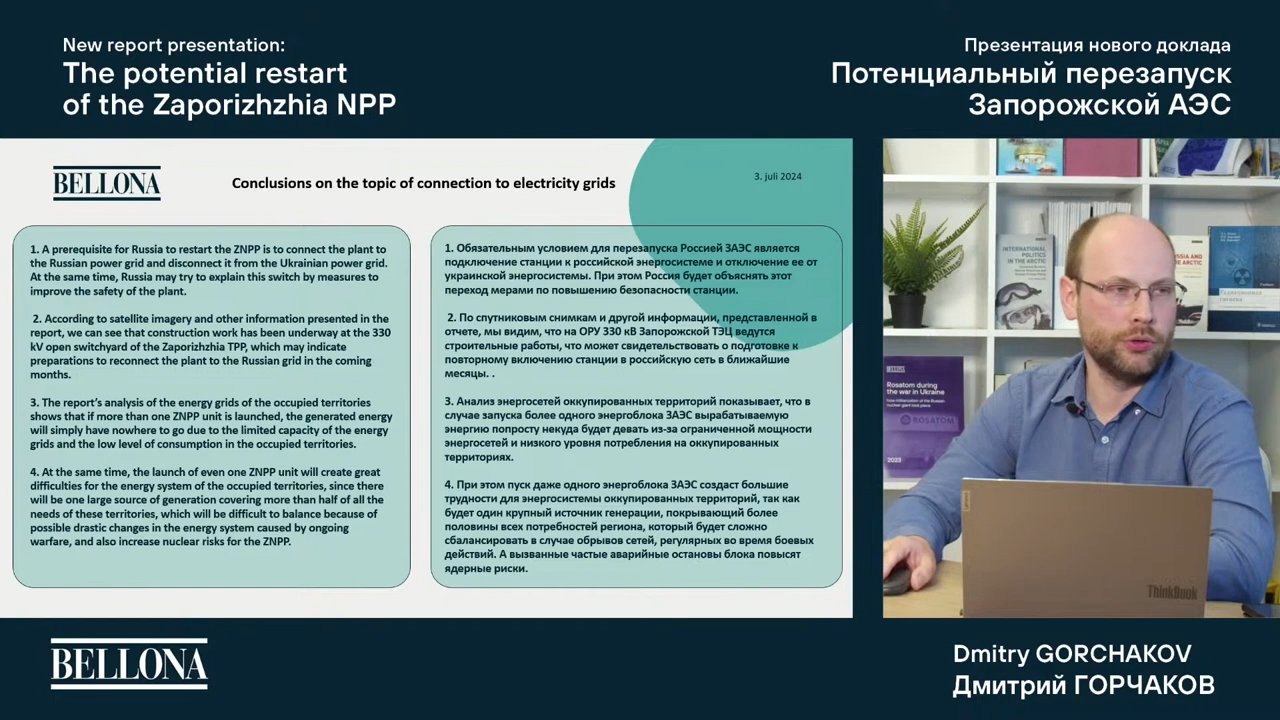 New report presentation:
The potential restart
of the Zaporizhzhia NPP
Презентация нового доклада
Потенциальный перезапуск
Запорожской АЭС
BELLONA
Conclusions on the topic of connection to electricity grids
3. juli 2024
1. A prerequisite for Russia to restart the ZNPP is to connect the plant to
the Russian power grid and disconnect it from the Ukrainian power grid.
At the same time, Russia may try to explain this switch by measures to
improve the safety of the plant.
2. According to satellite imagery and other information presented in the
report, we can see that construction work has been underway at the 330
kV open switchyard of the Zaporizhzhia TPP, which may indicate
preparations to reconnect the plant to the Russian grid in the coming
months.
3. The report's analysis of the energy grids of the occupied territories
shows that if more than one ZNPP unit is launched, the generated energy
will simply have nowhere to go due to the limited capacity of the energy
grids and the low level of consumption in the occupied territories.
4. At the same time, the launch of even one ZNPP unit will create great
difficulties for the energy system of the occupied territories, since there
will be one large source of generation covering more than half of all the
needs of these territories, which will be difficult to balance because of
possible drastic changes in the energy system caused by ongoing
warfare, and also increase nuclear risks for the ZNPP.
1. Обязательным условием для перезапуска Россией ЗАЭС является
подключение станции к российской энергосистеме и отключение ее от
украинской энергосистемы. При этом Россия будет объяснять этот
переход мерами по повышению безопасности станции.
2. По спутниковым снимкам и другой информации, представленной в
отчете, мы видим, что на ОРУ 330 кВ Запорожской ТЭЦ ведутся
строительные работы, что может свидетельствовать о подготовке к
повторному включению станции в российскую сеть в ближайшие
месяцы. .
3. Анализ энергосетей оккупированных территорий показывает, что в
случае запуска более одного энергоблока ЗАЭС вырабатываемую
энергию попросту некуда будет девать из-за ограниченной мощности
энергосетей и низкого уровня потребления на оккупированных
территориях.
4. При этом пуск даже одного энергоблока ЗАЭС создаст большие
трудности для энергосистемы оккупированных территорий, так как
будет один крупный источник генерации, покрывающий более
половины всех потребностей региона, который будет сложно
сбалансировать в случае обрывов сетей, регулярных во время боевых
действий. А вызванные частые аварийные остановы блока повысят
ядерные риски.
INTERNATIONAL
POLITICS
IN THE ARCTIC
Rosatom during
the war in Ukraine
ROSATOM
2023
ThinkBook
BELLONA
Dmitry GORCHAKOV
Дмитрий ГОРЧАКОВ